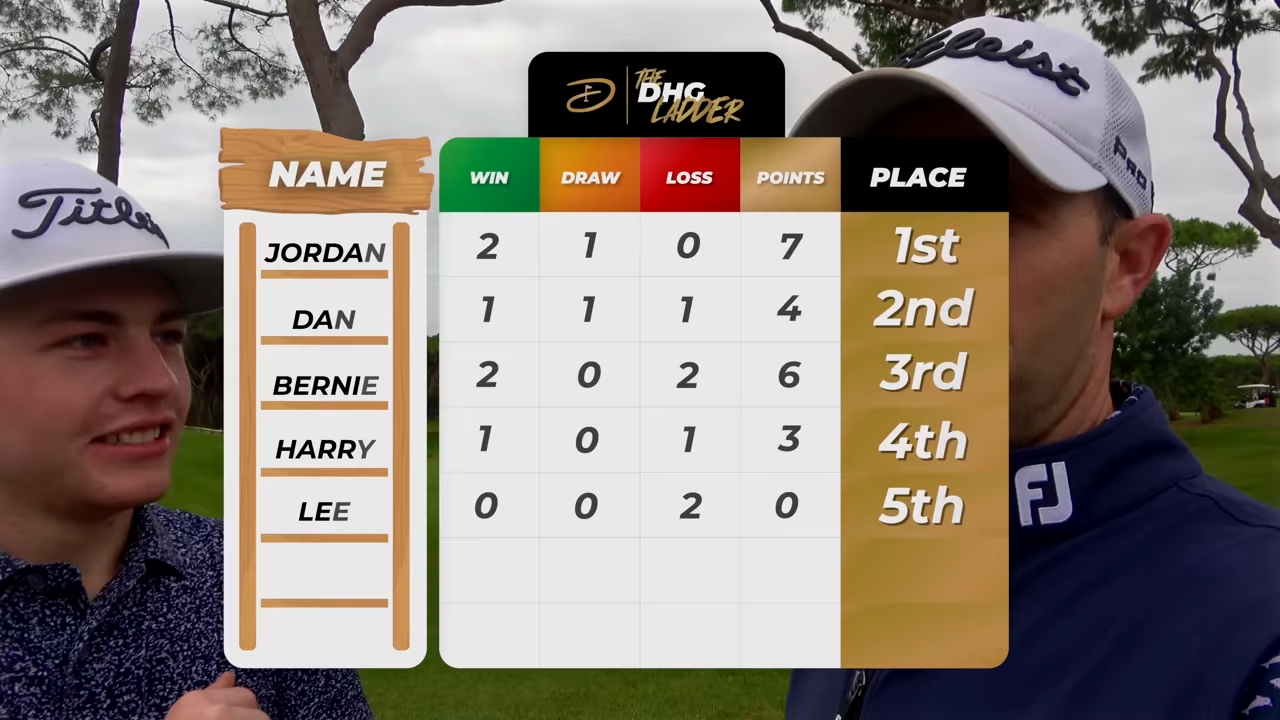 THE
DHG
LADDER
NAME WIN DRAW LOSS POINTS PLACE
JORDAN 2 1 0 7 1st
DAN 1 1 1 4 2nd
BERNIE 2 0 2 6 3rd
HARRY 1 0 1 3 4th
LEE 0 0 2 0 5th
Titleist
PRO
FJ